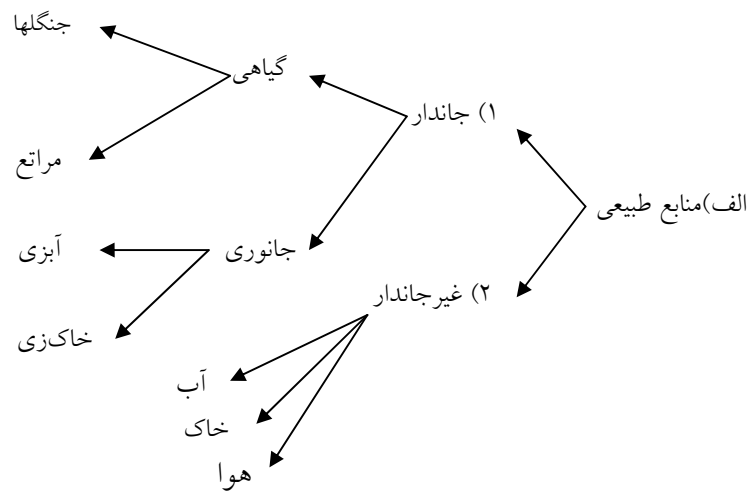 الف)منابع طبیعی
۱) جاندار
گیاهی
جنگلها
مراتع
جانوری
آبزی
خاک‌زی
۲) غیرجاندار
آب
خاک
هوا